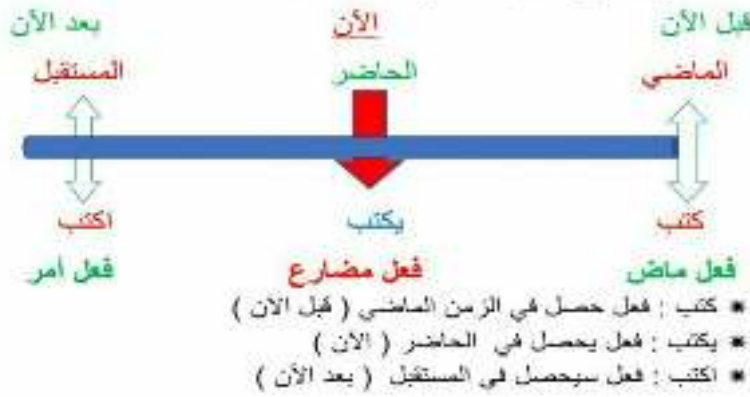 قبل الآن الآن بعد الآن
الماضي الحاضر المستقبل
كتب يكتب اكتب
فعل ماض فعل مضارع فعل أمر
* كتب : فعل حصل في الزمن الماضي ( قبل الآن )
* يكتب : فعل يحصل في الحاضر ( الآن )
* اكتب : فعل سيحصل في المستقبل ( بعد الآن )